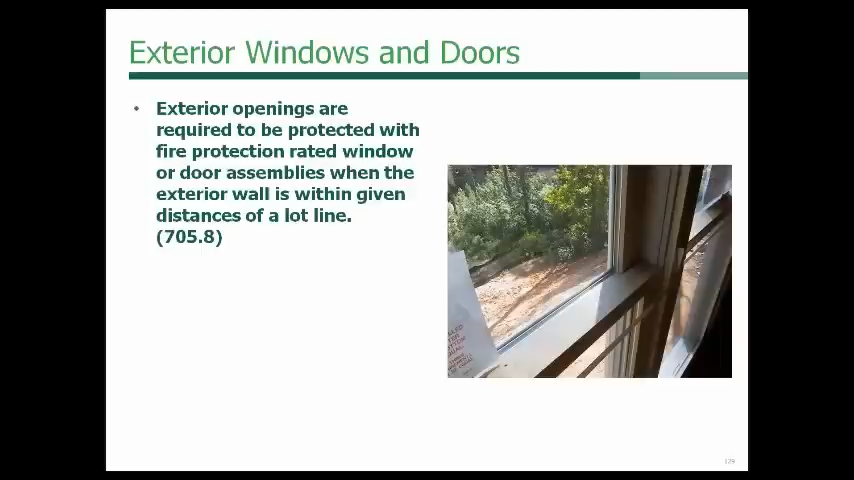 Exterior Windows and Doors
• Exterior openings are
required to be protected with
fire protection rated window
or door assemblies when the
exterior wall is within given
distances of a lot line.
(705.8)
129